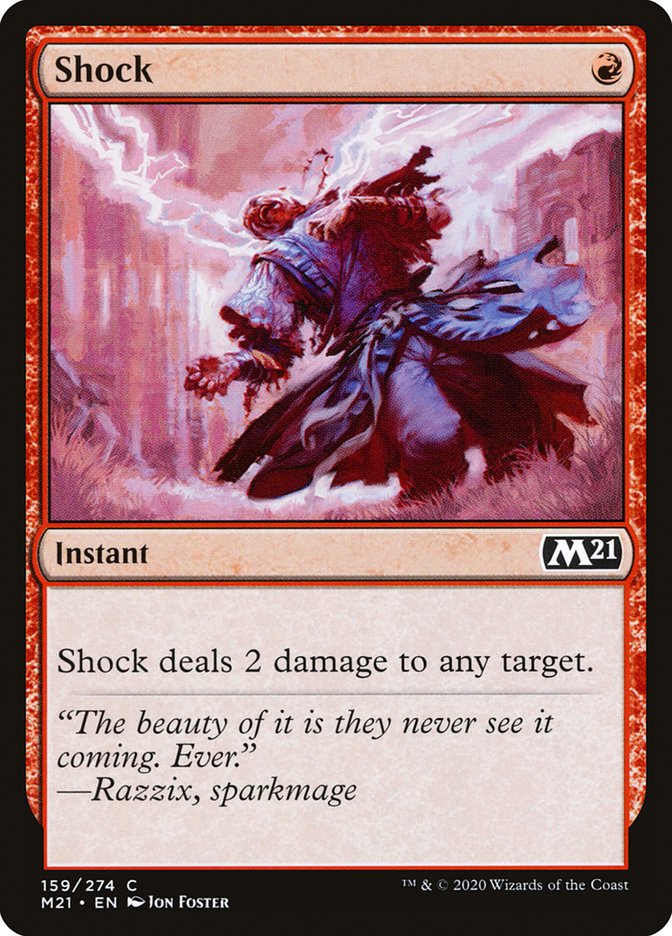 Shock
Instant
M21
Shock deals 2 damage to any target.
“The beauty of it is they never see it
coming. Ever.”
—Razzix, sparkmage
159/274 C
M21 • EN Jon Foster
™ & © 2020 Wizards of the Coast